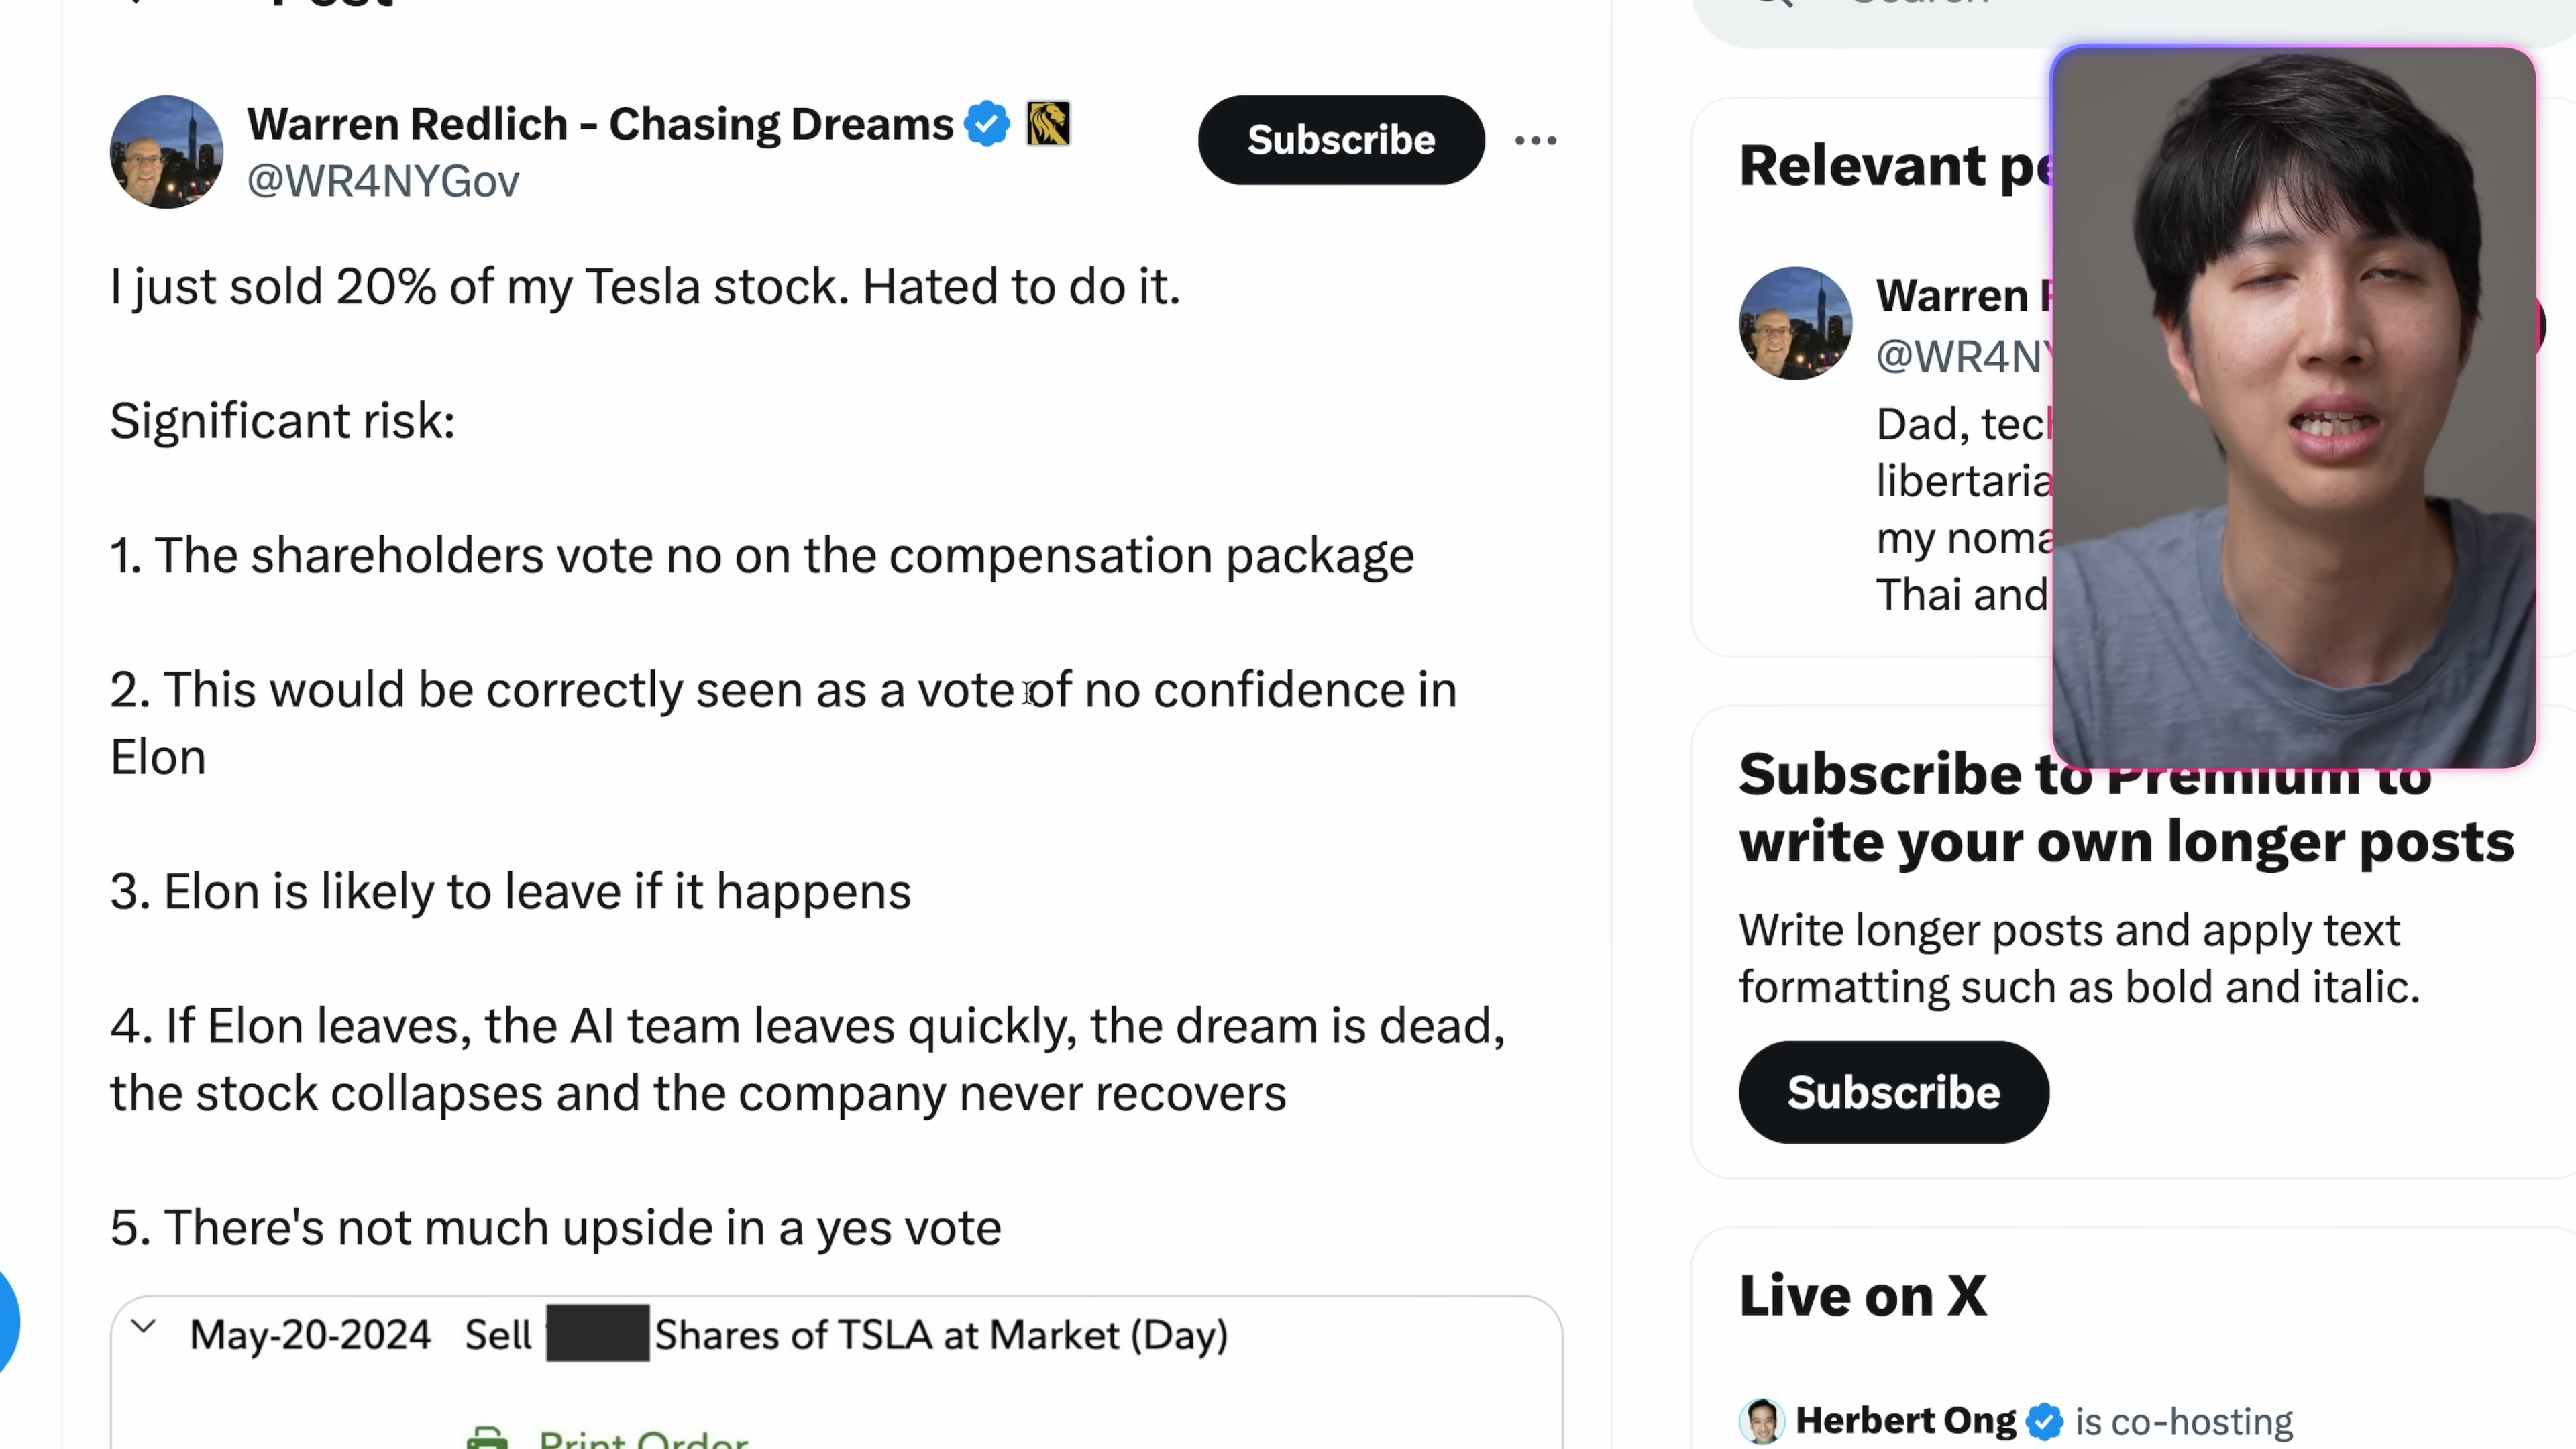 Warren Redlich - Chasing Dreams
@WR4NYGov
Subscribe
I just sold 20% of my Tesla stock. Hated to do it.
Significant risk:
1. The shareholders vote no on the compensation package
2. This would be correctly seen as a vote of no confidence in
Elon
3. Elon is likely to leave if it happens
4. If Elon leaves, the AI team leaves quickly, the dream is dead,
the stock collapses and the company never recovers
5. There's not much upside in a yes vote
May-20-2024 Sell Shares of TSLA at Market (Day)
Print Order
Relevant
Warren
Dad,
my
Thai and
Subscribe to Premium to
write your own longer posts
Write longer posts and apply text
formatting such as bold and italic.
Subscribe
Live on X
Herbert Ong is co-hosting